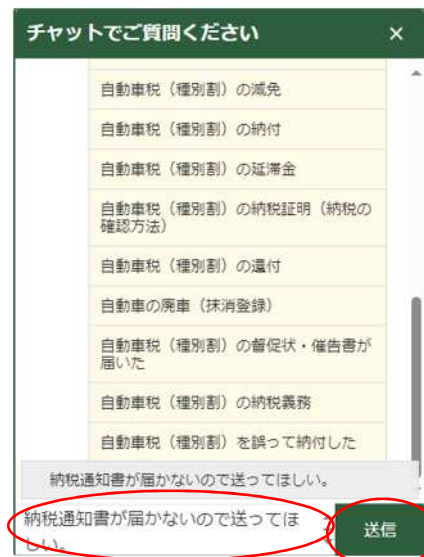 チャットでご質問ください ×
自動車税（種別割）の減免
自動車税（種別割）の納付
自動車税（種別割）の延滞金
自動車税（種別割）の納税証明（納税の
確認方法）
自動車税（種別割）の還付
自動車の廃車（抹消登録）
自動車税（種別割）の督促状・催告書が
届いた
自動車税（種別割）の納税義務
自動車税（種別割）を誤って納付した
納税通知書が届かないので送ってほしい。
納税通知書が届かないので送ってほ
しい。
送信